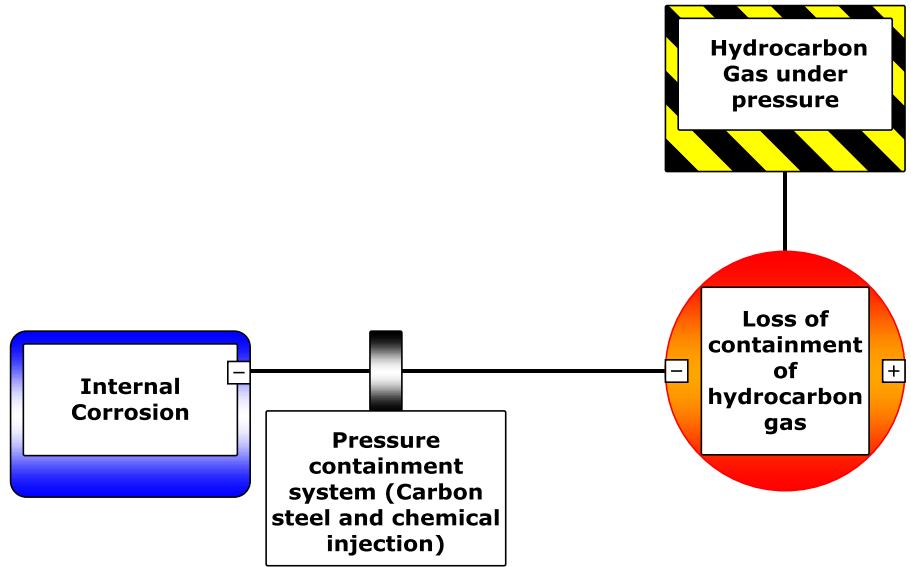 Hydrocarbon
Gas under
pressure
Loss of
containment
of
hydrocarbon
gas
−
+
Internal
Corrosion
−
Pressure
containment
system (Carbon
steel and chemical
injection)